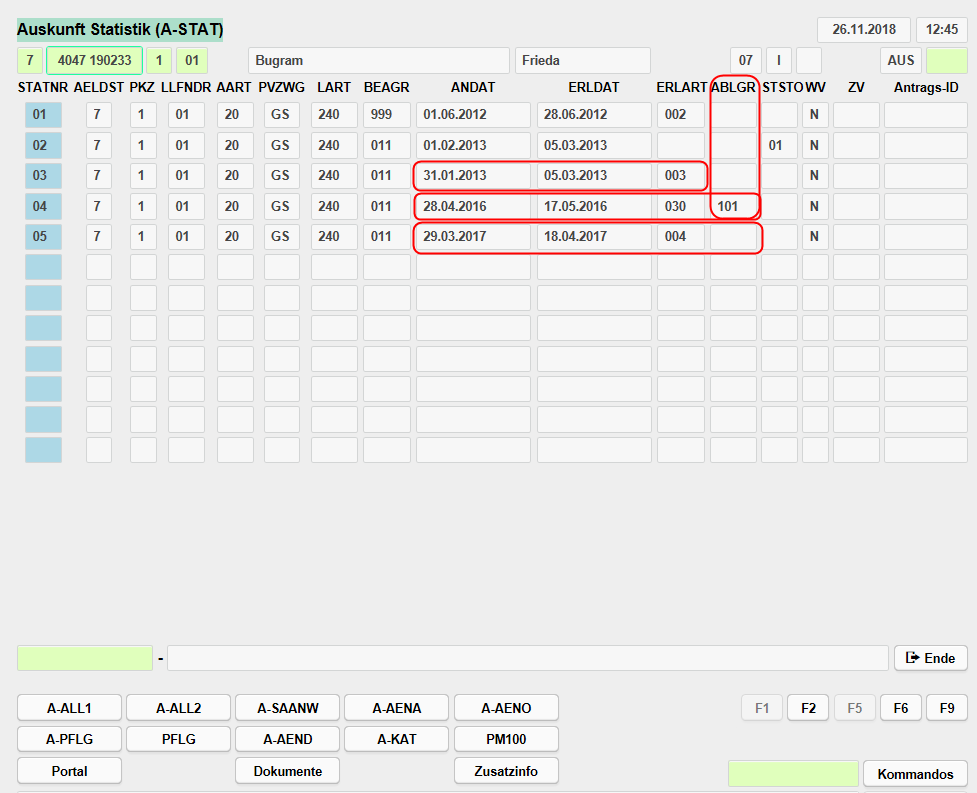 Auskunft Statistik (A-STAT) 26.11.2018 12:45
7 4047 190233 1 01 Bugram Frieda 07 I AUS
STATNR AELDST PKZ LLFNDR AART PVZWG LART BEAGR ANDAT ERLDAT ERLART ABLGR STSTO WV ZV Antrags-ID
01 7 1 01 20 GS 240 999 01.06.2012 28.06.2012 002 N
02 7 1 01 20 GS 240 011 01.02.2013 05.03.2013 01 N
03 7 1 01 20 GS 240 011 31.01.2013 05.03.2013 003 N
04 7 1 01 20 GS 240 011 28.04.2016 17.05.2016 030 101 N
05 7 1 01 20 GS 240 011 29.03.2017 18.04.2017 004 N
- Ende
A-ALL1 A-ALL2 A-SAANW A-AENA A-AENO F1 F2 F5 F6 F9
A-PFLG PFLG A-AEND A-KAT PM100
Portal Dokumente Zusatzinfo Kommandos